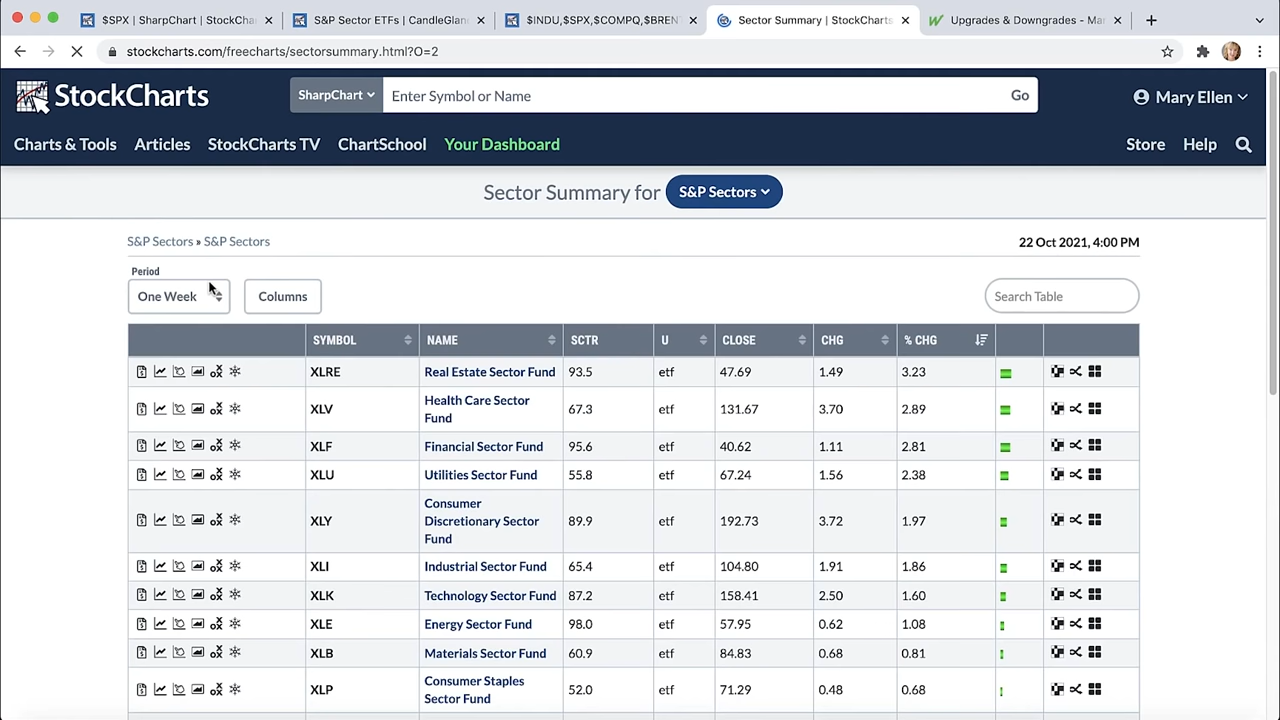 $SPX | SharpChart | StockCha
S&P Sector ETFs | CandleGlan
$INDU,$SPX,$COMPQ,$BREN
Sector Summary | StockCharts
Upgrades & Downgrades - Ma
stockcharts.com/freecharts/sectorsummary.html?O=2
StockCharts
SharpChart
Enter Symbol or Name
Go
Mary Ellen
Charts & Tools
Articles
StockCharts TV
ChartSchool
Your Dashboard
Store
Help
Sector Summary for
S&P Sectors
S&P Sectors » S&P Sectors
22 Oct 2021, 4:00 PM
Period
One Week
Columns
Search Table
SYMBOL NAME SCTR U CLOSE CHG % CHG
XLRE Real Estate Sector Fund 93.5 etf 47.69 1.49 3.23
XLV Health Care Sector
Fund 67.3 etf 131.67 3.70 2.89
XLF Financial Sector Fund 95.6 etf 40.62 1.11 2.81
XLU Utilities Sector Fund 55.8 etf 67.24 1.56 2.38
XLY Consumer
Discretionary Sector
Fund 89.9 etf 192.73 3.72 1.97
XLI Industrial Sector Fund 65.4 etf 104.80 1.91 1.86
XLK Technology Sector Fund 87.2 etf 158.41 2.50 1.60
XLE Energy Sector Fund 98.0 etf 57.95 0.62 1.08
XLB Materials Sector Fund 60.9 etf 84.83 0.68 0.81
XLP Consumer Staples
Sector Fund 52.0 etf 71.29 0.48 0.68